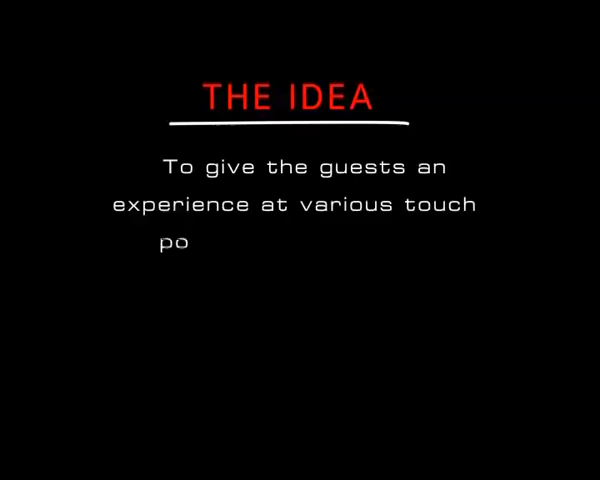 THE IDEA
To give the guests an
experience at various touch
po